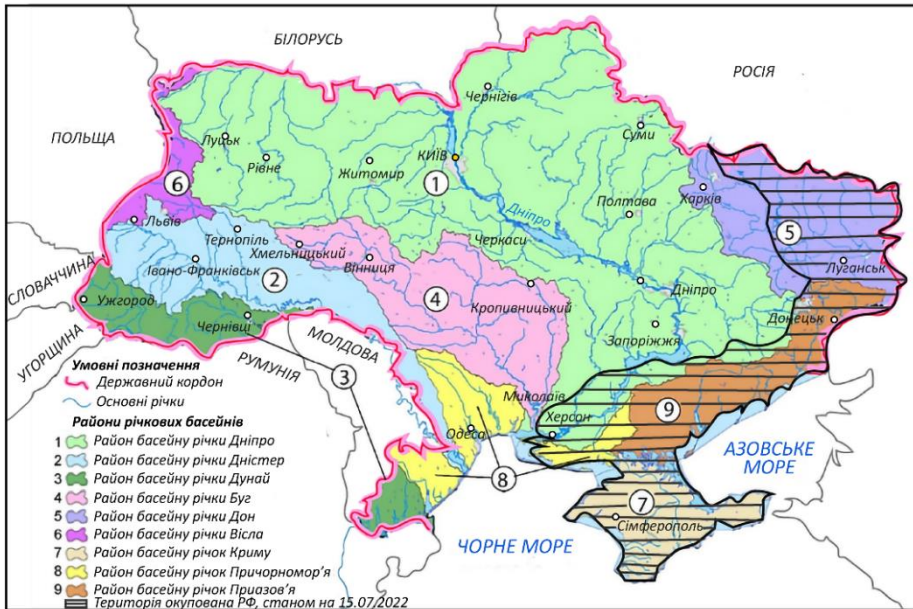 БІЛОРУСЬ
РОСІЯ
ПОЛЬЩА
СЛОВАЧЧИНА
УГОРЩИНА
РУМУНІЯ
МОЛДОВА
Чернігів
Суми
Луцьк
Рівне
Житомир
КИЇВ
1
Дніпро
Полтава
Харків
5
6
Львів
Тернопіль
Хмельницький
Вінниця
Черкаси
Івано-Франківськ
2
4
Кропивницький
Дніпро
Луганськ
Ужгород
Чернівці
Запоріжжя
Донецьк
3
Миколаїв
Херсон
9
Одеса
8
7
Сімферополь
АЗОВСЬКЕ
МОРЕ
ЧОРНЕ МОРЕ
Умовні позначення
Державний кордон
Основні річки
Райони річкових басейнів
1 Район басейну річки Дніпро
2 Район басейну річки Дністер
3 Район басейну річки Дунай
4 Район басейну річки Буг
5 Район басейну річки Дон
6 Район басейну річки Вісла
7 Район басейну річок Криму
8 Район басейну річок Причорномор’я
9 Район басейну річок Приазов’я
Територія окупована РФ, станом на 15.07.2022